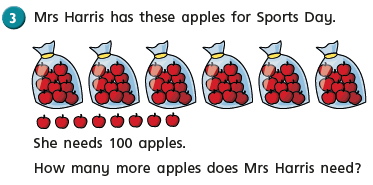 3 Mrs Harris has these apples for Sports Day.
She needs 100 apples.
How many more apples does Mrs Harris need?